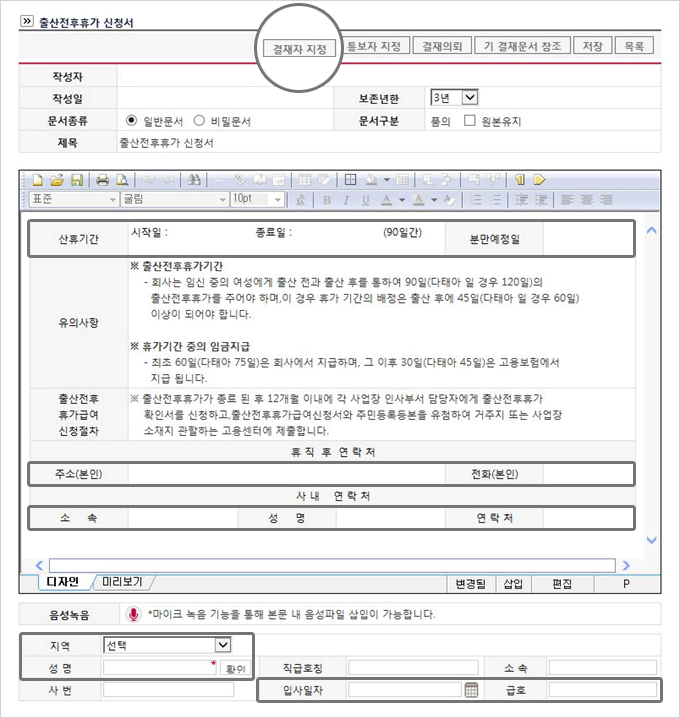 출산전후휴가 신청서
결재자 지정 통보자 지정 결재의뢰 기 결재문서 참조 저장 목록
작성자
작성일 보존년한 3년
문서종류 일반문서 비밀문서 문서구분 품의 원본유지
제목 출산전후휴가 신청서
표준 굴림 10pt
산휴기간 시작일 : 종료일 : (90일간) 분만예정일
※ 출산전후휴가기간
- 회사는 임신 중의 여성에게 출산 전과 출산 후를 통하여 90일(다태아 일 경우 120일)의
출산전후휴가를 주어야 하며,이 경우 휴가 기간의 배정은 출산 후에 45일(다태아 일 경우 60일)
이상이 되어야 합니다.
유의사항
※ 휴가기간 중의 임금지급
- 최초 60일(다태아 75일)은 회사에서 지급하며, 그 이후 30일(다태아 45일)은 고용보험에서
지급 됩니다.
출산전후
휴가급여
신청절차
※ 출산전후휴가가 종료 된 후 12개월 이내에 각 사업장 인사부서 담당자에게 출산전후휴가
확인서를 신청하고,출산전후휴가급여신청서와 주민등록등본을 유첨하여 거주지 또는 사업장
소재지 관할하는 고용센터에 제출합니다.
휴 직 후 연 락 처
주소(본인) 전화(본인)
사 내 연 락 처
소 속 성 명 연 락 처
디자인 미리보기 변경됨 삽입 편집 P
음성녹음 *마이크 녹음 기능을 통해 본문 내 음성파일 삽입이 가능합니다.
지역 선택
성 명 * 확인 직급호칭 소 속
사 번 입사일자 급호